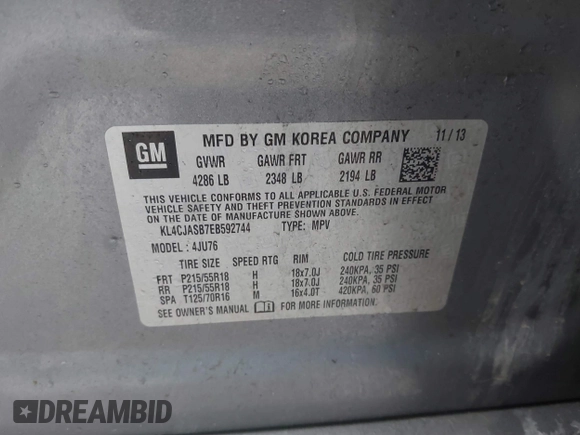 GM
MFD BY GM KOREA COMPANY 11/13
GVWR GAWR FRT GAWR RR
4286 LB 2348 LB 2194 LB
THIS VEHICLE CONFORMS TO ALL APPLICABLE U.S. FEDERAL MOTOR
VEHICLE SAFETY AND THEFT PREVENTION STANDARDS IN EFFECT
ON THE DATE OF MANUFACTURE SHOWN ABOVE.
KL4CJASB7EB592744 TYPE: MPV
MODEL: 4JU76
TIRE SIZE SPEED RTG RIM COLD TIRE PRESSURE
FRT P215/55R18 H 18x7.0J 240KPA, 35 PSI
RR P215/55R18 H 18x7.0J 240KPA, 35 PSI
SPA T125/70R16 M 16x4.0T 420KPA, 60 PSI
SEE OWNER'S MANUAL FOR MORE INFORMATION.
DREAMBID